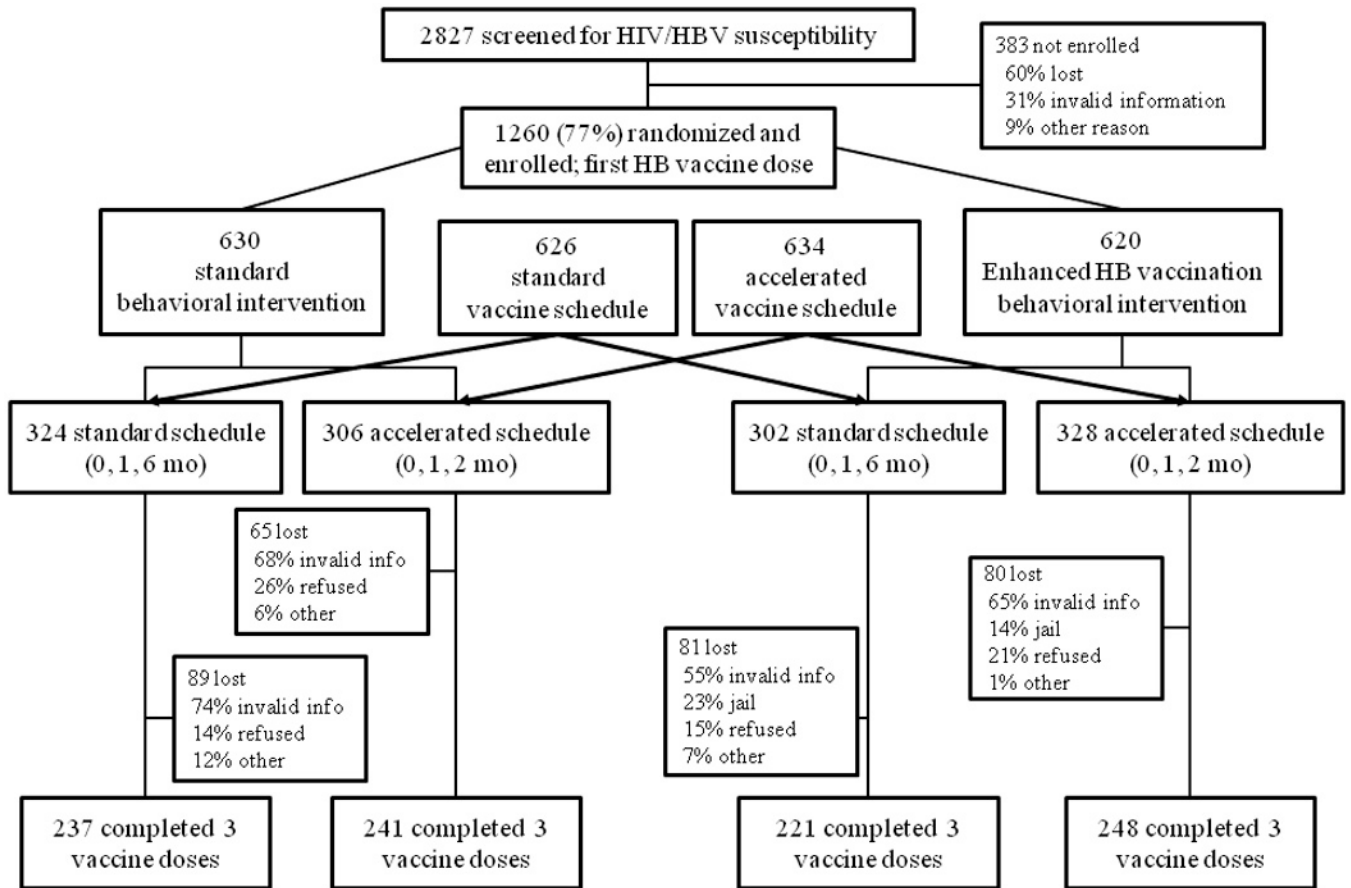 2827 screened for HIV/HBV susceptibility
383 not enrolled
60% lost
31% invalid information
9% other reason
1260 (77%) randomized and
enrolled; first HB vaccine dose
630
standard
behavioral intervention
626
standard
vaccine schedule
634
accelerated
vaccine schedule
620
Enhanced HB vaccination
behavioral intervention
324 standard schedule
(0, 1, 6 mo)
306 accelerated schedule
(0, 1, 2 mo)
302 standard schedule
(0, 1, 6 mo)
328 accelerated schedule
(0, 1, 2 mo)
65 lost
68% invalid info
26% refused
6% other
80 lost
65% invalid info
14% jail
21% refused
1% other
89 lost
74% invalid info
14% refused
12% other
81 lost
55% invalid info
23% jail
15% refused
7% other
237 completed 3
vaccine doses
241 completed 3
vaccine doses
221 completed 3
vaccine doses
248 completed 3
vaccine doses